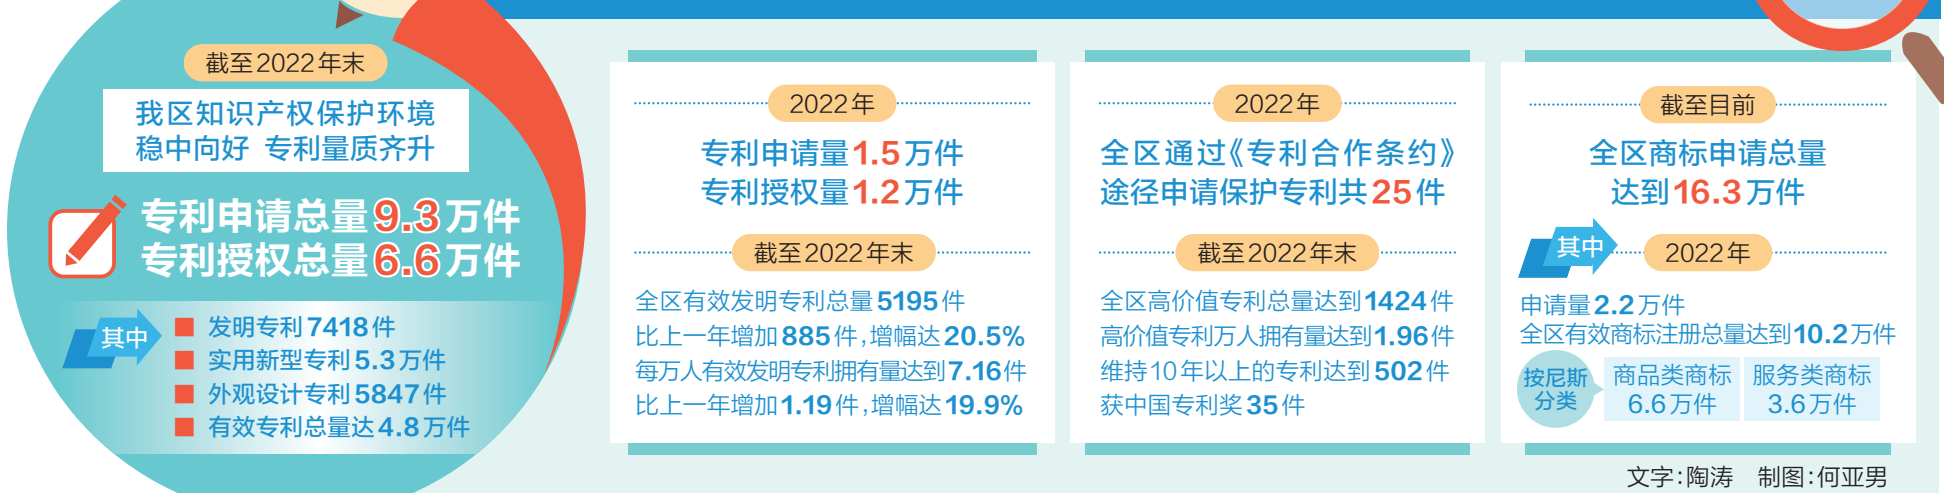 截至2022年末
我区知识产权保护环境
稳中向好 专利量质齐升
专利申请总量9.3万件
专利授权总量6.6万件
其中
发明专利7418件
实用新型专利5.3万件
外观设计专利5847件
有效专利总量达4.8万件
2022年
专利申请量1.5万件
专利授权量1.2万件
截至2022年末
全区有效发明专利总量5195件
比上一年增加885件,增幅达20.5%
每万人有效发明专利拥有量达到7.16件
比上一年增加1.19件,增幅达19.9%
2022年
全区通过《专利合作条约》
途径申请保护专利共25件
截至2022年末
全区高价值专利总量达到1424件
高价值专利万人拥有量达到1.96件
维持10年以上的专利达到502件
获中国专利奖35件
截至目前
全区商标申请总量
达到16.3万件
其中
2022年
申请量2.2万件
全区有效商标注册总量达到10.2万件
按尼斯
分类
商品类商标
6.6万件
服务类商标
3.6万件
文字:陶涛 制图:何亚男